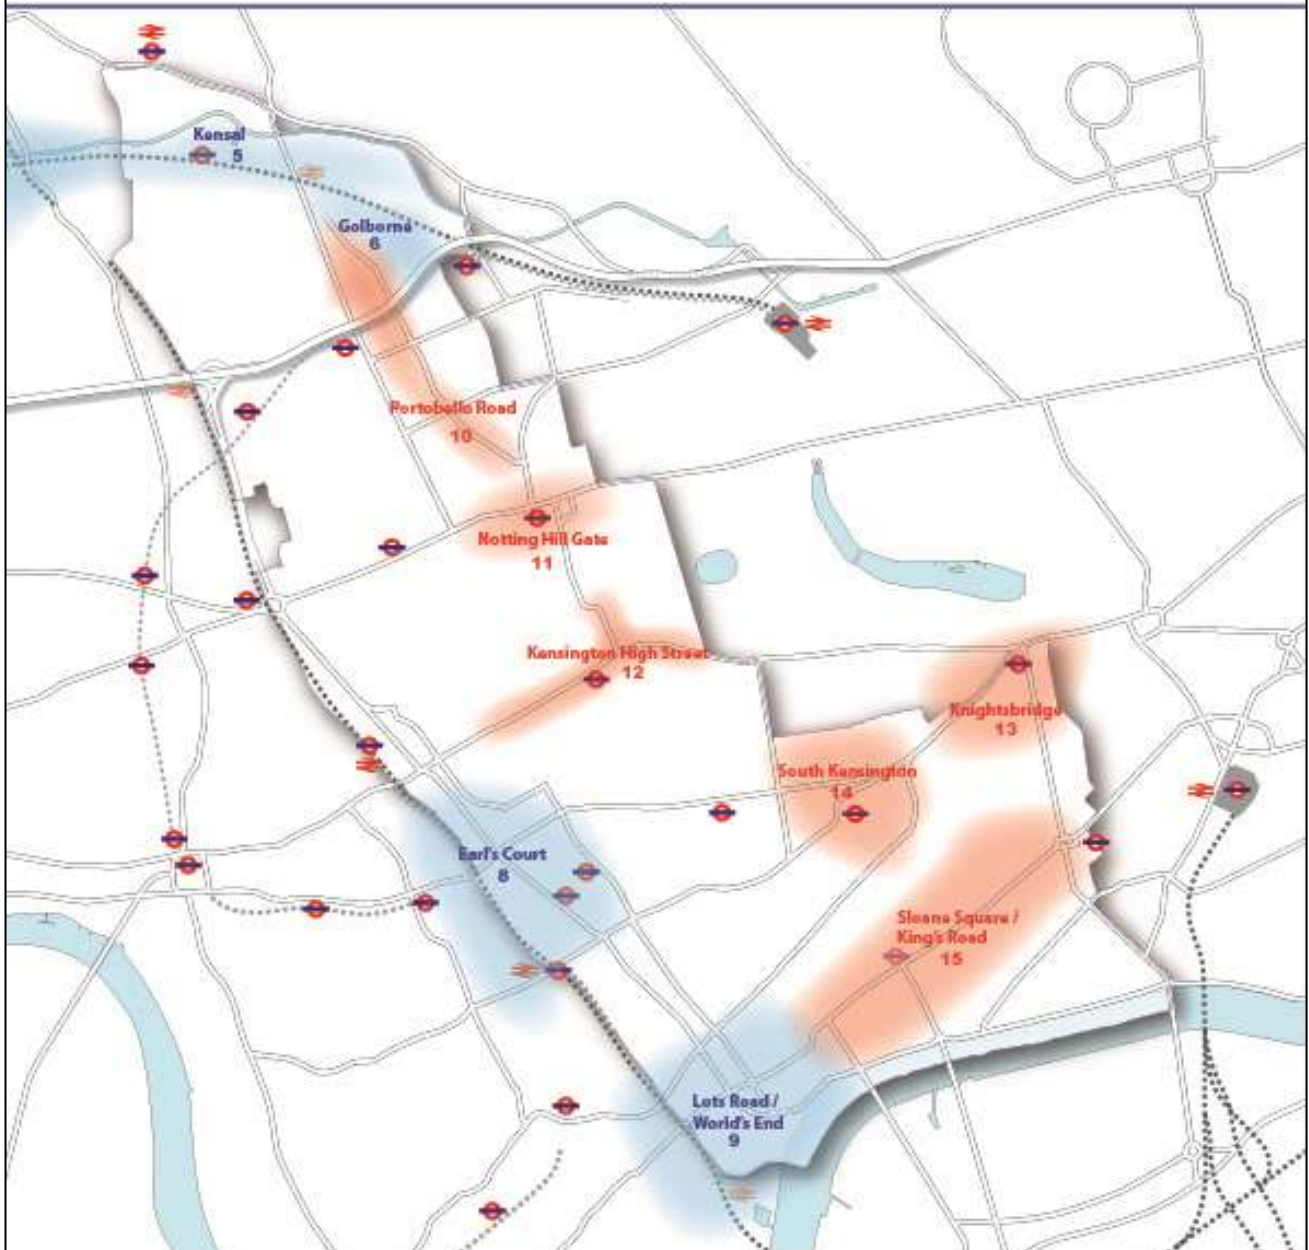 Kensal
5
Golborne
6
Portobello Road
10
Notting Hill Gate
11
Kensington High Street
12
Knightsbridge
13
South Kensington
14
Earl's Court
8
Sloane Square /
King's Road
15
Lots Road /
World's End
9